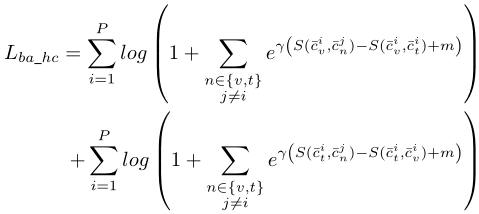 L_{ba\_hc} = \sum_{i=1}^{P} log \left( 1 + \sum_{\substack{n \in \{v,t\} \\ j \neq i}} e^{\gamma \left( S(\bar{c}_v^i, \bar{c}_n^j) - S(\bar{c}_v^i, \bar{c}_t^i) + m \right)} \right)
+ \sum_{i=1}^{P} log \left( 1 + \sum_{\substack{n \in \{v,t\} \\ j \neq i}} e^{\gamma \left( S(\bar{c}_t^i, \bar{c}_n^j) - S(\bar{c}_t^i, \bar{c}_v^i) + m \right)} \right)